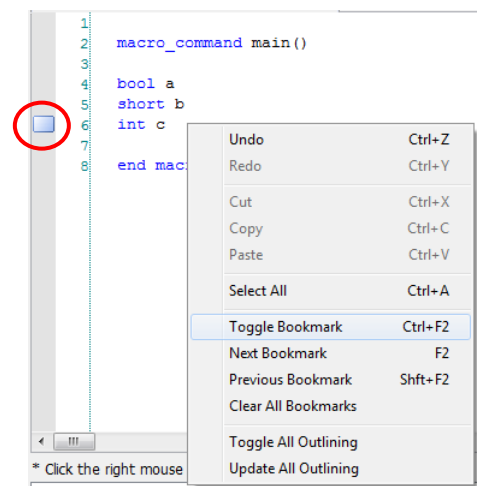 1
2 macro_command main()
3
4 bool a
5 short b
6 int c
7
8 end mac
Undo Ctrl+Z
Redo Ctrl+Y
Cut Ctrl+X
Copy Ctrl+C
Paste Ctrl+V
Select All Ctrl+A
Toggle Bookmark Ctrl+F2
Next Bookmark F2
Previous Bookmark Shft+F2
Clear All Bookmarks
Toggle All Outlining
Update All Outlining
* Click the right mouse